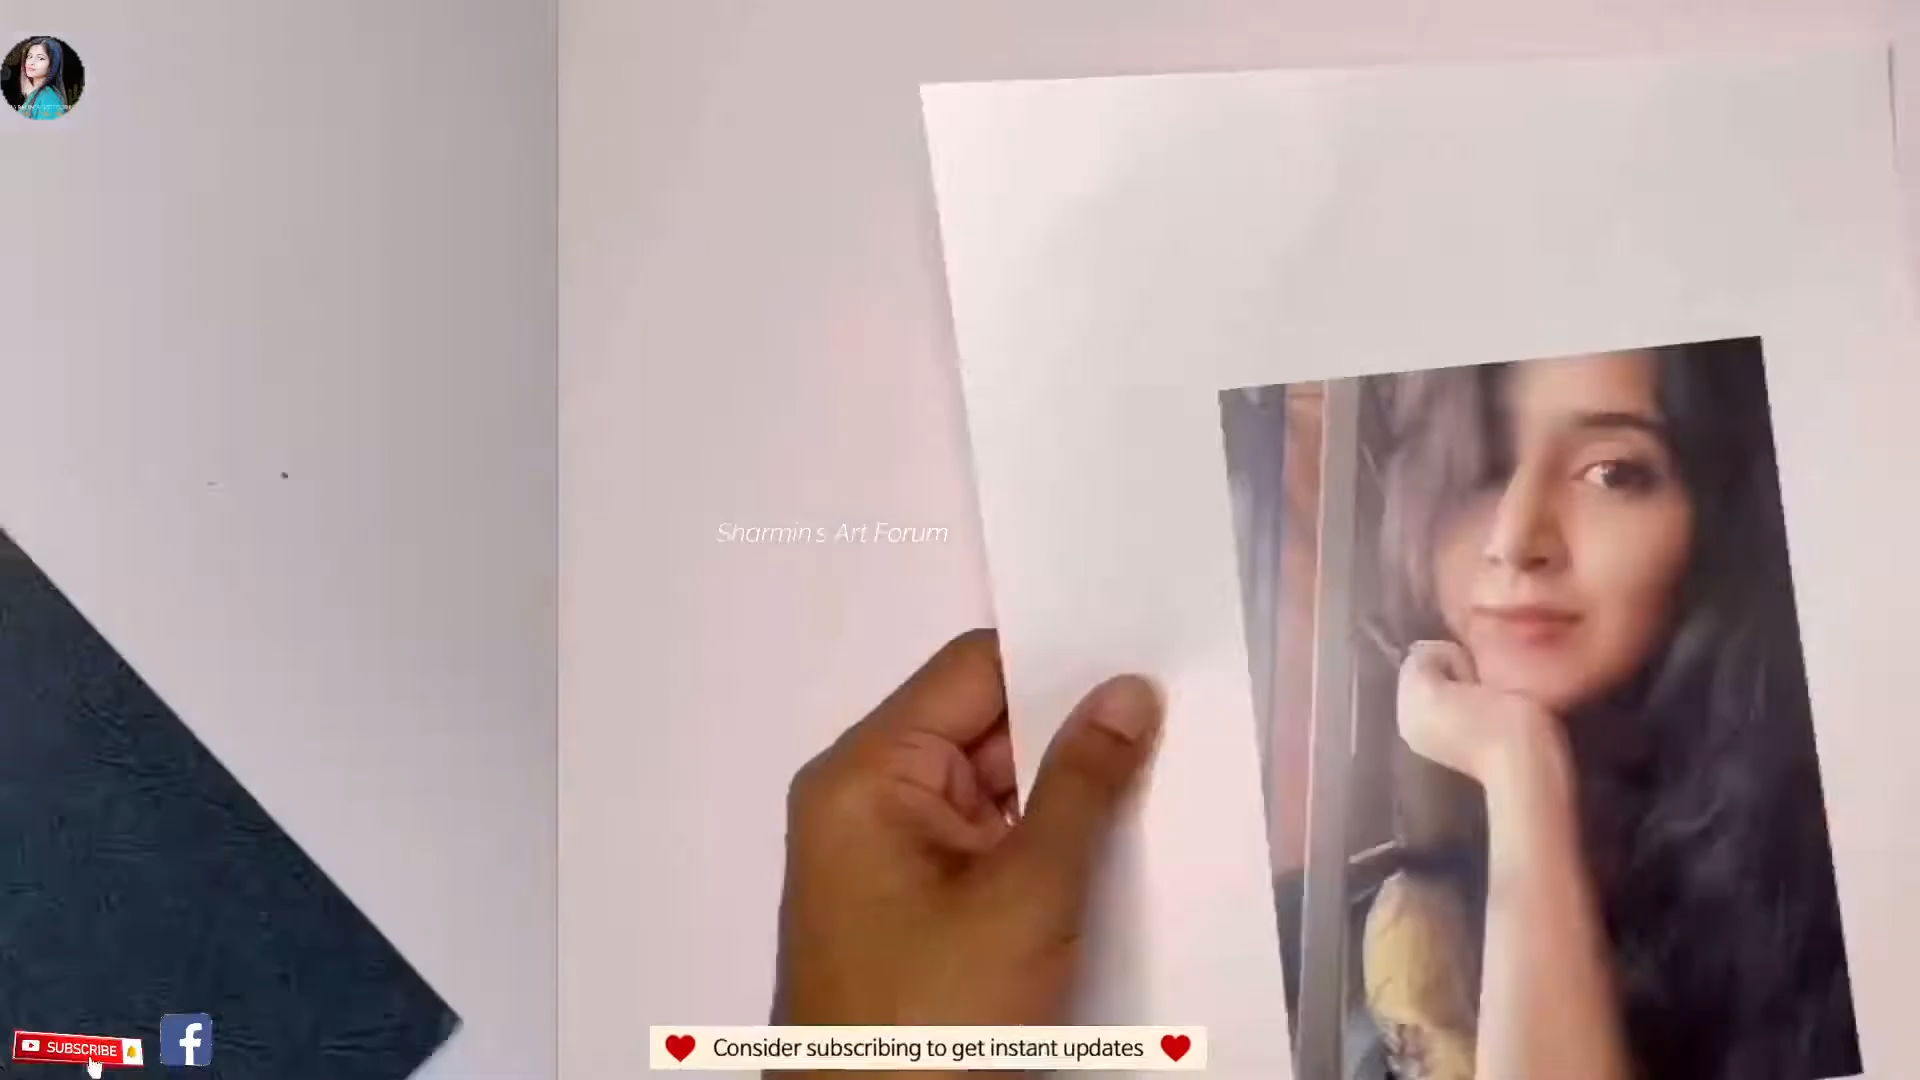 Sharmin's Art Forum
SUBSCRIBE
Consider subscribing to get instant updates